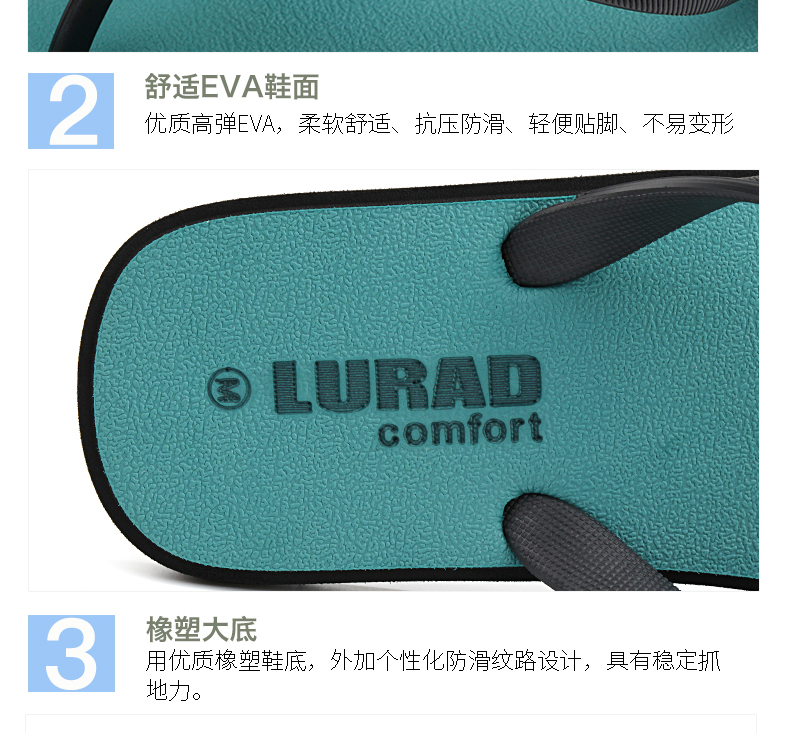 2
舒适EVA鞋面
优质高弹EVA，柔软舒适、抗压防滑、轻便贴脚、不易变形
M LURAD
comfort
3
橡塑大底
用优质橡塑鞋底，外加个性化防滑纹路设计，具有稳定抓
地力。